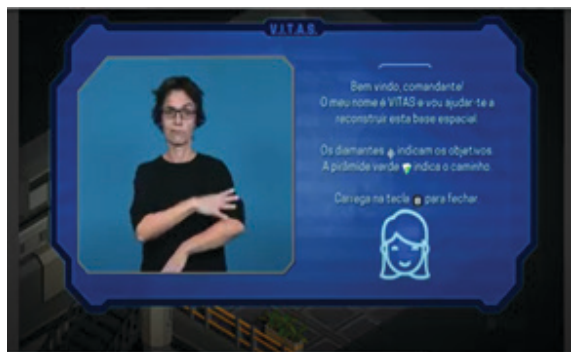 V.I.T.A.S.
Bem vindo, comandante!
O meu nome é VITAS e vou ajudar-te a
reconstruir esta base espacial.
Os diamantes indicam os objetivos.
A pirâmide verde indica o caminho.
Carrega na tecla para fechar